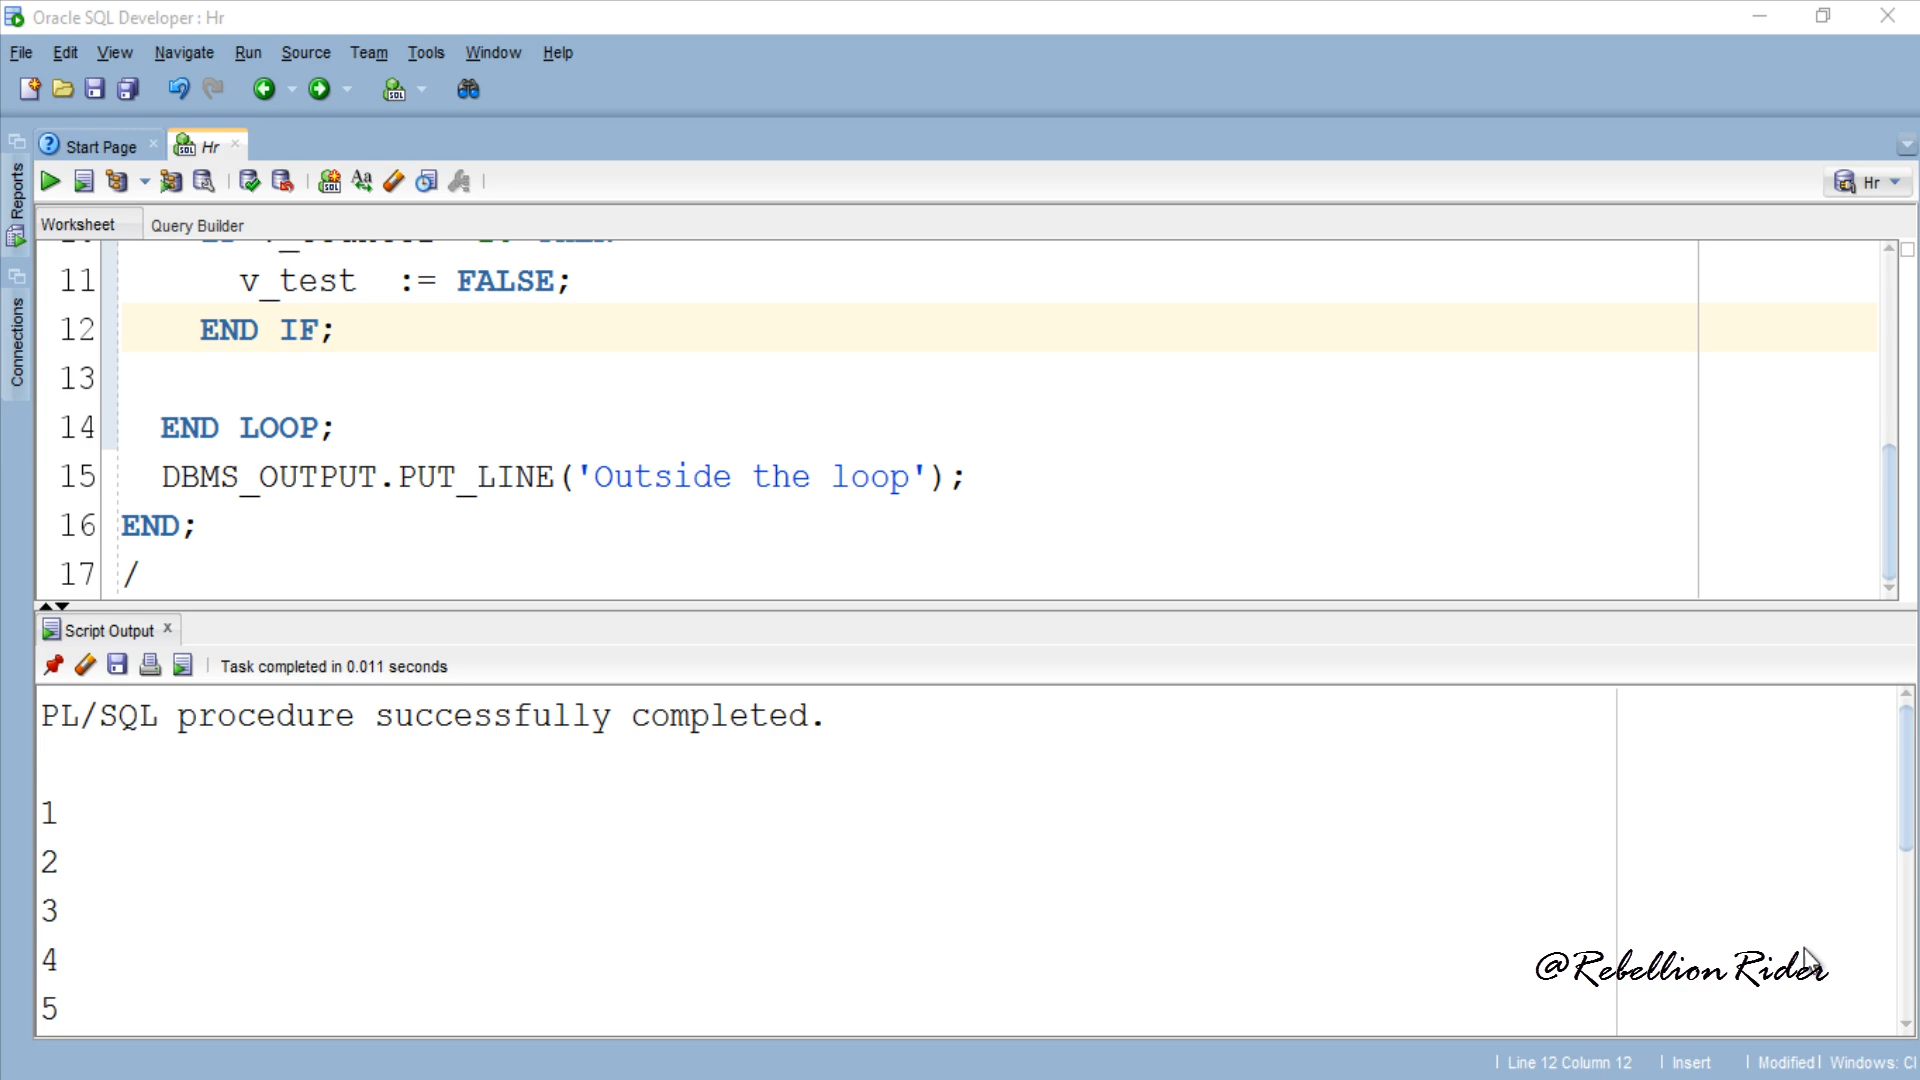 Oracle SQL Developer : Hr
File Edit View Navigate Run Source Team Tools Window Help
Start Page
Hr
Reports
Connections
Hr
Worksheet
Query Builder
11 v_test := FALSE;
12 END IF;
13
14 END LOOP;
15 DBMS_OUTPUT.PUT_LINE('Outside the loop');
16 END;
17 /
Script Output
Task completed in 0.011 seconds
PL/SQL procedure successfully completed.
1
2
3
4
5
@Rebellion Rider
Line 12 Column 12 Insert Modified Windows: